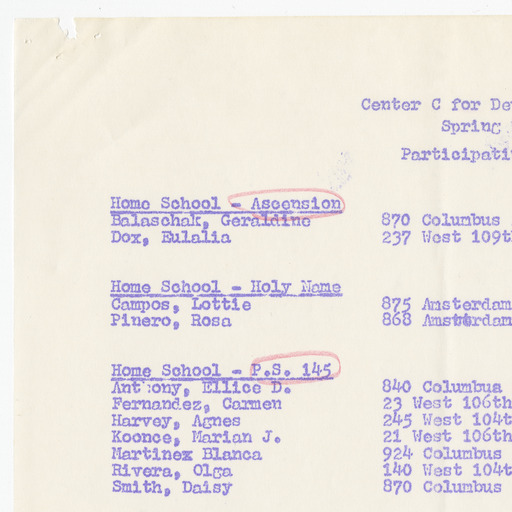 Center C for De
Spring
Participati
Home School - Ascension
Balaschak, Geraldine 870 Columbus
Dox, Eulalia 237 West 109t
Home School - Holy Name
Campos, Lottie 875 Amsterdam
Pinero, Rosa 868 Amsterdam
Home School - P.S. 145
Anthony, Ellice D. 840 Columbua
Fernandez, Carmen 23 West 106th
Harvey, Agnes 245 West 104t
Koonce, Marian J. 21 West 106th
Martinez Blanca 924 Columbus
Rivera, Olga 140 West 104t
Smith, Daisy 870 Columbus